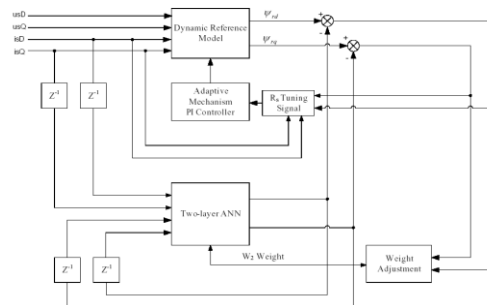 usD
usQ
isD
isQ
Dynamic Reference
Model
ψrd
ψrq
+
-
+
-
Z-1
Z-1
Adaptive
Mechanism
PI Controller
Rs Tuning
Signal
Two-layer ANN
Z-1
Z-1
W2 Weight
Weight
Adjustment